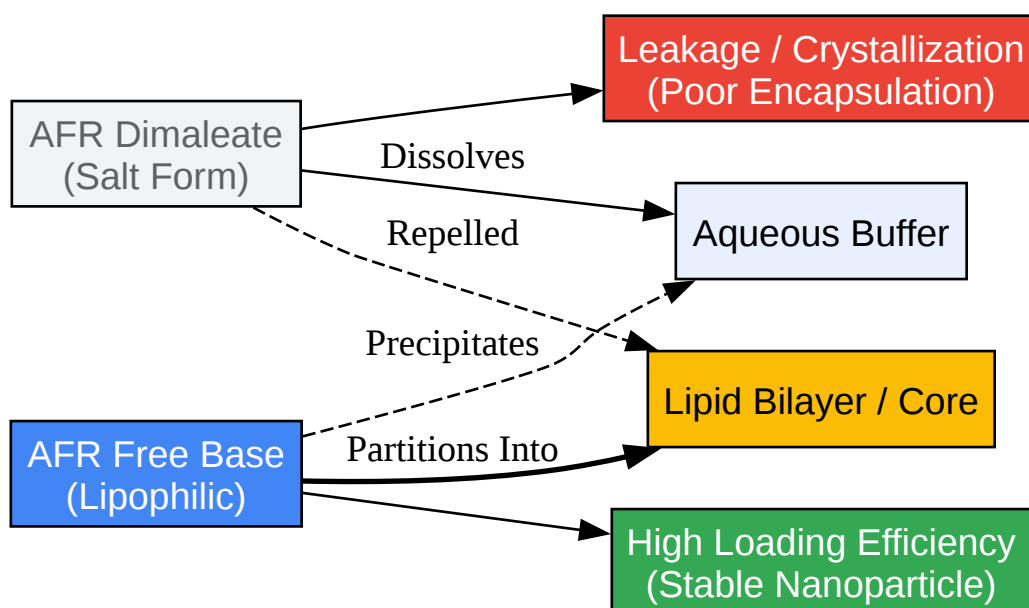 Leakage / Crystallization
(Poor Encapsulation)
AFR Dimaleate
(Salt Form)
Dissolves
Aqueous Buffer
Repelled
Precipitates
Lipid Bilayer / Core
AFR Free Base
(Lipophilic)
Partitions Into
High Loading Efficiency
(Stable Nanoparticle)